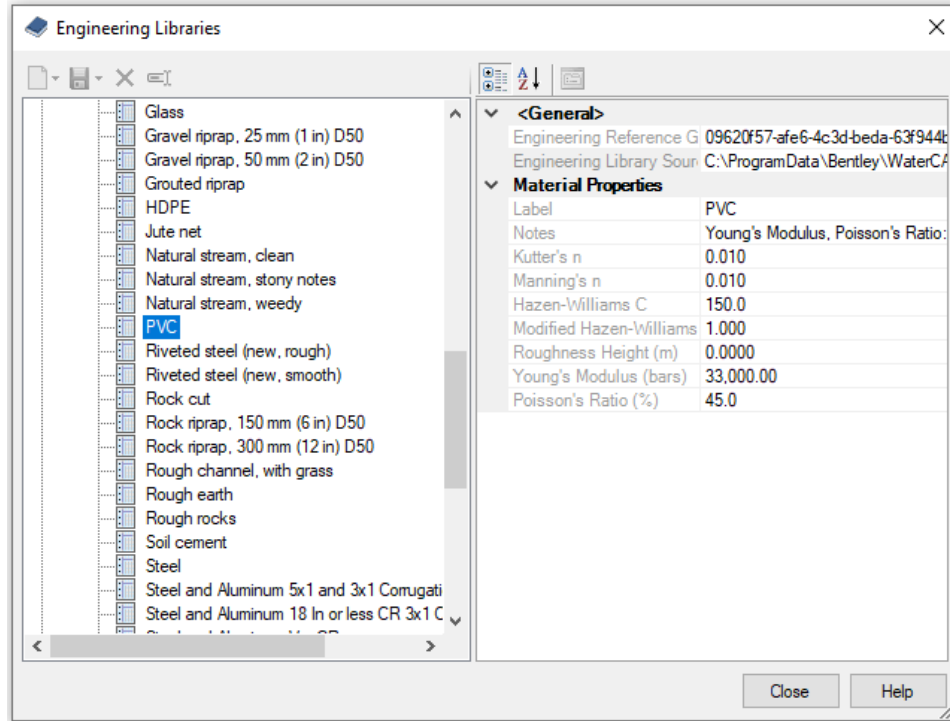 Engineering Libraries
Glass
Gravel riprap, 25 mm (1 in) D50
Gravel riprap, 50 mm (2 in) D50
Grouted riprap
HDPE
Jute net
Natural stream, clean
Natural stream, stony notes
Natural stream, weedy
PVC
Riveted steel (new, rough)
Riveted steel (new, smooth)
Rock cut
Rock riprap, 150 mm (6 in) D50
Rock riprap, 300 mm (12 in) D50
Rough channel, with grass
Rough earth
Rough rocks
Soil cement
Steel
Steel and Aluminum 5x1 and 3x1 Corrugati
Steel and Aluminum 18 In or less CR 3x1 C
<General>
Engineering Reference G 09620f57-afe6-4c3d-beda-63f944b
Engineering Library Sour C:\ProgramData\Bentley\WaterCA
Material Properties
Label PVC
Notes Young's Modulus, Poisson's Ratio:
Kutter's n 0.010
Manning's n 0.010
Hazen-Williams C 150.0
Modified Hazen-Williams 1.000
Roughness Height (m) 0.0000
Young's Modulus (bars) 33,000.00
Poisson's Ratio (%) 45.0
Close Help